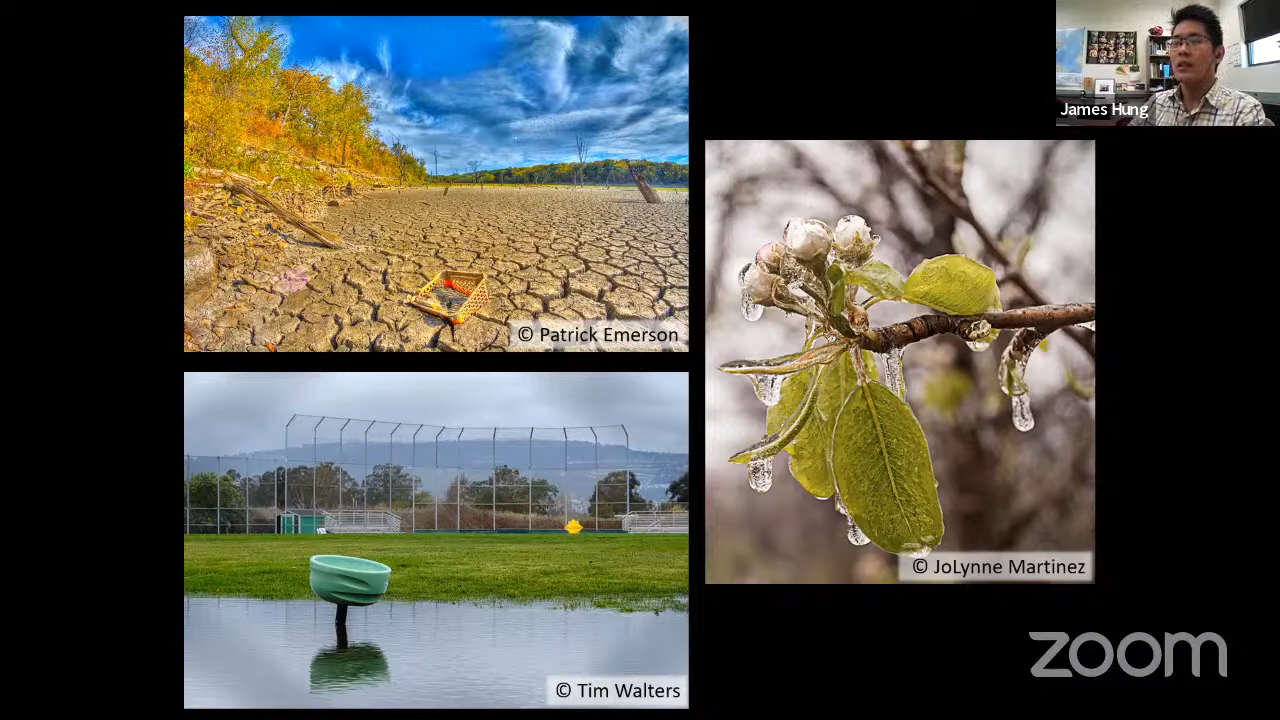 James Hung
© Patrick Emerson
© JoLynne Martinez
© Tim Walters
zoom